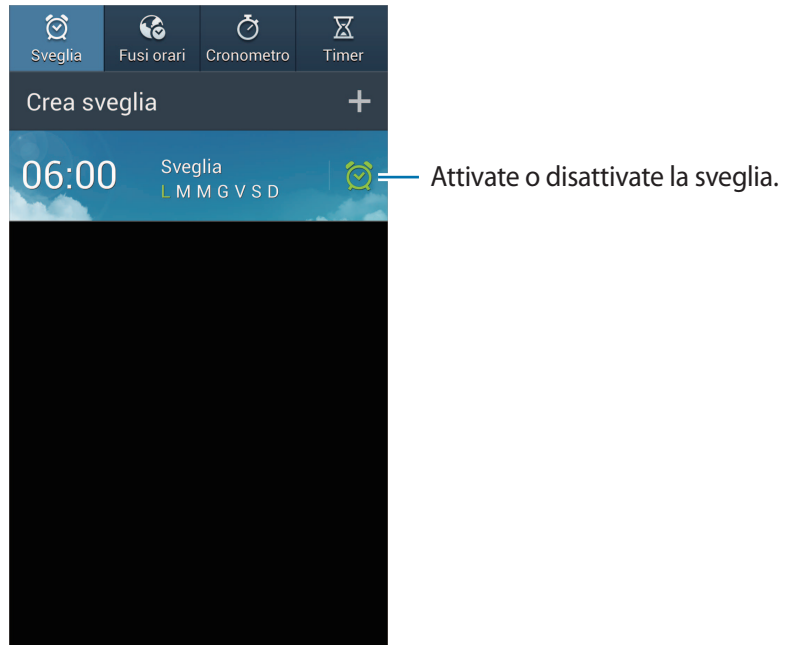 Sveglia Fusi orari Cronometro Timer
Crea sveglia
06:00 Sveglia
L M M G V S D
Attivate o disattivate la sveglia.